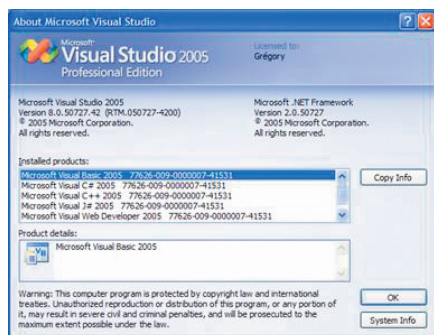 About Microsoft Visual Studio
Microsoft®
Visual Studio 2005
Professional Edition
Licensed to:
Grégory
Microsoft Visual Studio 2005
Version 8.0.50727.42 (RTM.050727-4200)
© 2005 Microsoft Corporation.
All rights reserved.
Microsoft .NET Framework
Version 2.0.50727
© 2005 Microsoft Corporation.
All rights reserved.
Installed products:
Microsoft Visual Basic 2005 77626-009-0000007-41531
Microsoft Visual C# 2005 77626-009-0000007-41531
Microsoft Visual C++ 2005 77626-009-0000007-41531
Microsoft Visual J# 2005 77626-009-0000007-41531
Microsoft Visual Web Developer 2005 77626-009-0000007-41531
Copy Info
Product details:
Microsoft Visual Basic 2005
Warning: This computer program is protected by copyright law and international
treaties. Unauthorized reproduction or distribution of this program, or any portion of
it, may result in severe civil and criminal penalties, and will be prosecuted to the
maximum extent possible under the law.
OK
System Info